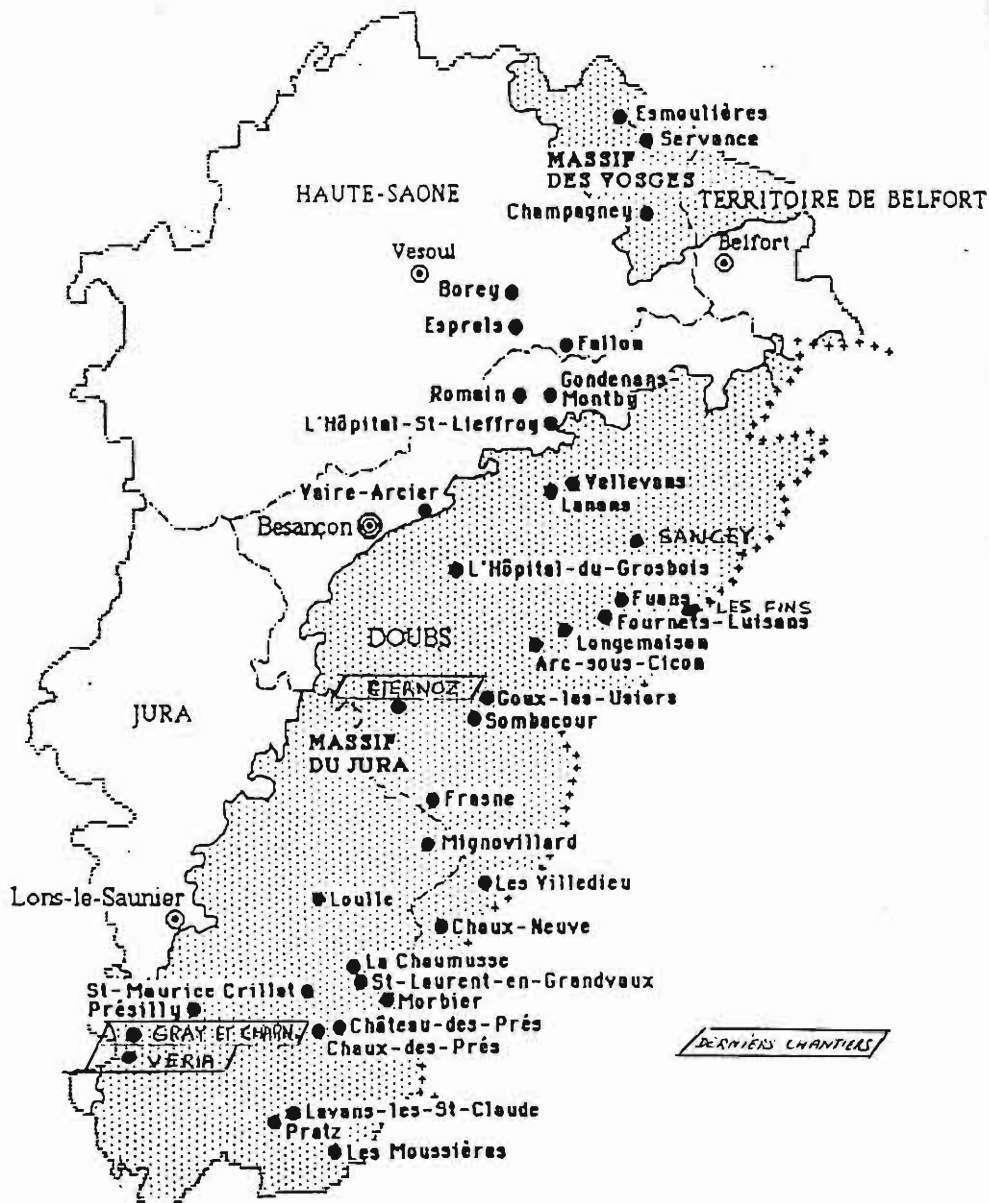 Esmoulières
Servance
MASSIF
DES VOSGES
HAUTE-SAONE
TERRITOIRE DE BELFORT
Champagney
Belfort
Vesoul
Borey
Esprels
Fallon
Romain
Gondenans-
Montby
L'Hôpital-St-Lieffroy
Vaire-Arcier
Vellevans
Lanans
Besançon
SANCEY
L'Hôpital-du-Grosbois
Fuans
LES FINS
Fournets-Luisans
DOUBS
Longemaison
Arc-sous-Cicon
GIERNOZ
Goux-les-Usiers
Sombacour
JURA
MASSIF
DU JURA
Frasne
Mignovillard
Les Villedieu
Lons-le-Saunier
Loulle
Chaux-Neuve
La Chaumusse
St-Laurent-en-Grandvaux
St-Maurice Crillat
Morbier
Présilly
GRAY ET CHARN.
Château-des-Prés
Chaux-des-Prés
DERNIERS CHANTIERS
VERIA
Lavans-les-St-Claude
Pratz
Les Moussières